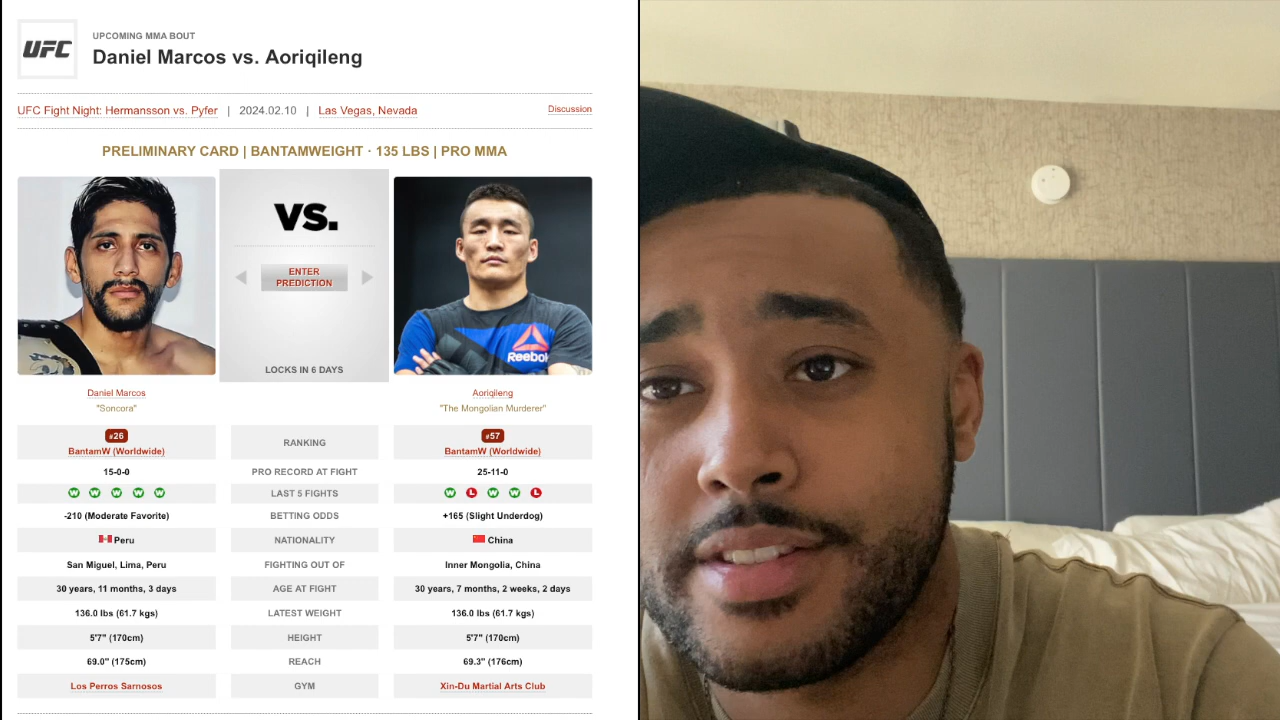 UFC
UPCOMING MMA BOUT
Daniel Marcos vs. Aoriqileng
UFC Fight Night: Hermansson vs. Pyfer | 2024.02.10 | Las Vegas, Nevada Discussion
PRELIMINARY CARD | BANTAMWEIGHT · 135 LBS | PRO MMA
VS.
ENTER
PREDICTION
Reebok
LOCKS IN 6 DAYS
Daniel Marcos Aoriqileng
"Soncora" "The Mongolian Murderer"
#26 RANKING #57
BantamW (Worldwide) BantamW (Worldwide)
15-0-0 PRO RECORD AT FIGHT 25-11-0
W W W W W LAST 5 FIGHTS W L W W L
-210 (Moderate Favorite) BETTING ODDS +165 (Slight Underdog)
Peru NATIONALITY China
San Miguel, Lima, Peru FIGHTING OUT OF Inner Mongolia, China
30 years, 11 months, 3 days AGE AT FIGHT 30 years, 7 months, 2 weeks, 2 days
136.0 lbs (61.7 kgs) LATEST WEIGHT 136.0 lbs (61.7 kgs)
5'7" (170cm) HEIGHT 5'7" (170cm)
69.0" (175cm) REACH 69.3" (176cm)
Los Perros Sarnosos GYM Xin-Du Martial Arts Club